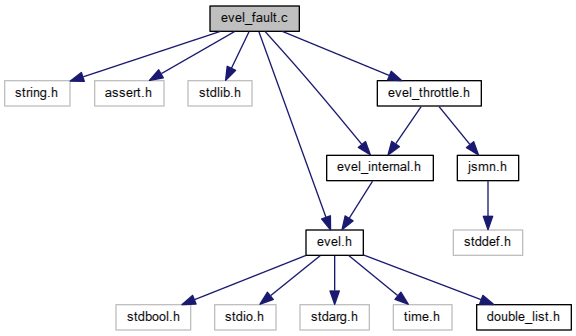 evel_fault.c
string.h
assert.h
stdlib.h
evel_throttle.h
evel_internal.h
jsmn.h
evel.h
stddef.h
stdbool.h
stdio.h
stdarg.h
time.h
double_list.h